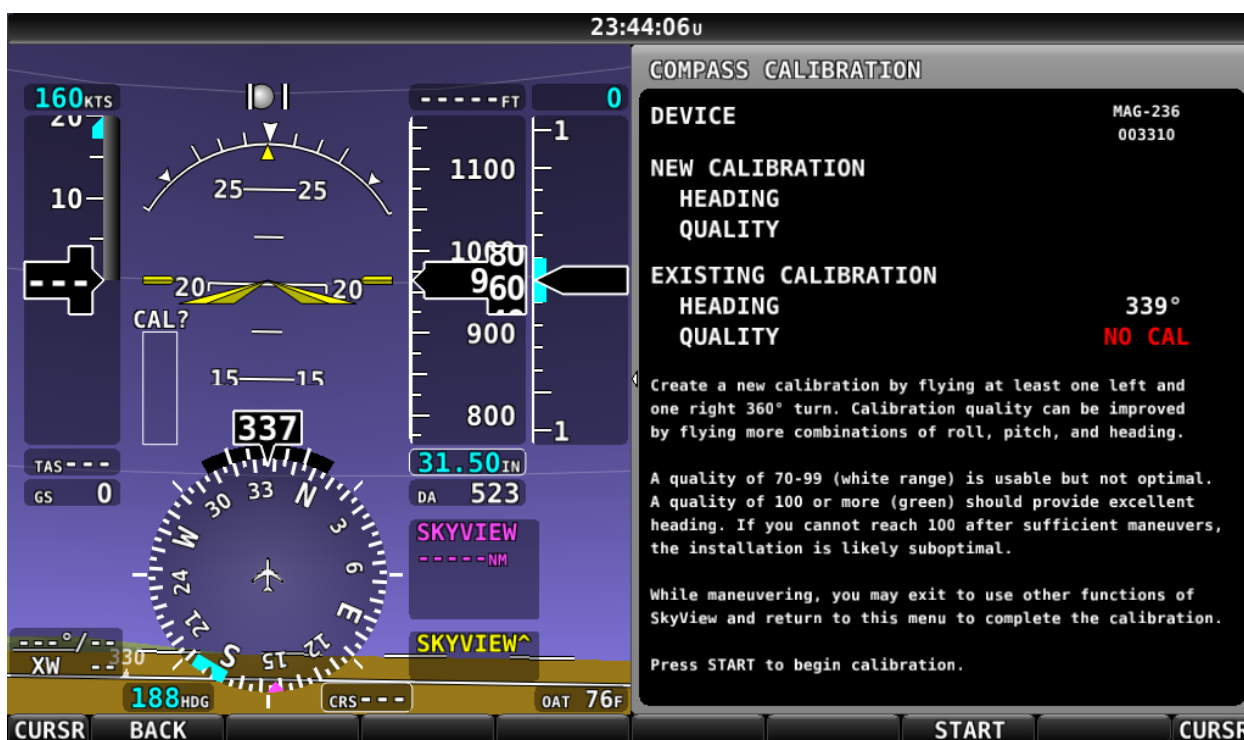 23:44:06U
160KTS
20
10
---
TAS---
GS 0
---°/--
XW --
330
188HDG
CRS---
CAL?
25 25
20 20
15 15
337
33 N 3 6 E 12 15 S 21 24 W 30
-----FT
0
1100
1000
80
960
900
800
1
1
31.50IN
DA 523
SKYVIEW
-----NM
SKYVIEW^
OAT 76F
COMPASS CALIBRATION
DEVICE MAG-236
003310
NEW CALIBRATION
HEADING
QUALITY
EXISTING CALIBRATION
HEADING 339°
QUALITY NO CAL
Create a new calibration by flying at least one left and
one right 360° turn. Calibration quality can be improved
by flying more combinations of roll, pitch, and heading.
A quality of 70-99 (white range) is usable but not optimal.
A quality of 100 or more (green) should provide excellent
heading. If you cannot reach 100 after sufficient maneuvers,
the installation is likely suboptimal.
While maneuvering, you may exit to use other functions of
SkyView and return to this menu to complete the calibration.
Press START to begin calibration.
CURSR BACK START CURSR